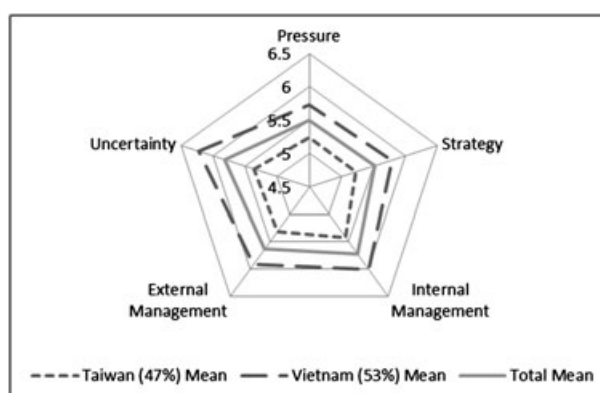 Pressure
6.5
6
5.5
5
4.5
Uncertainty
Strategy
External
Management
Internal
Management
Taiwan (47%) Mean
Vietnam (53%) Mean
Total Mean